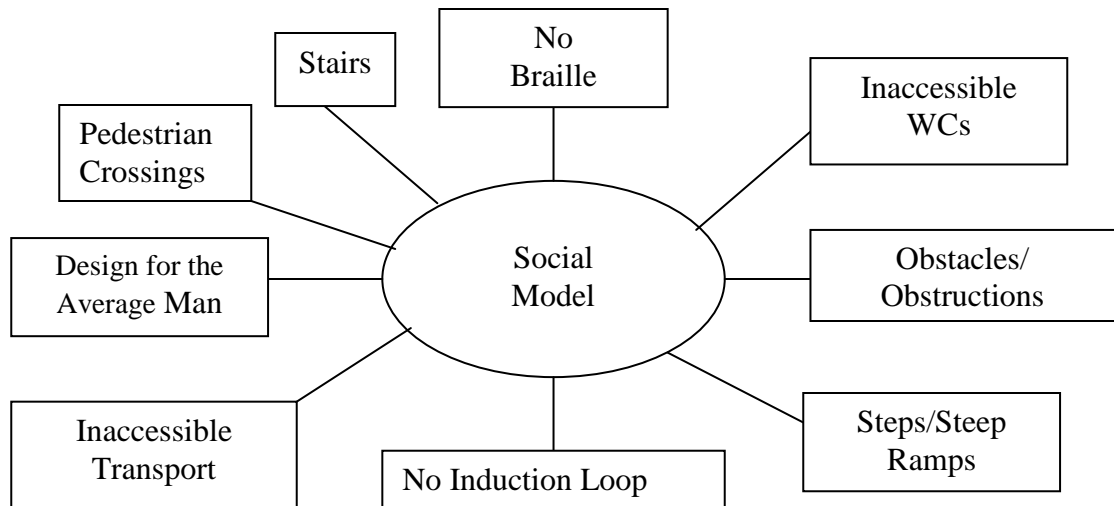 No
Braille
Stairs
Inaccessible
WCs
Pedestrian
Crossings
Social
Model
Design for the
Average Man
Obstacles/
Obstructions
Inaccessible
Transport
No Induction Loop
Steps/Steep
Ramps